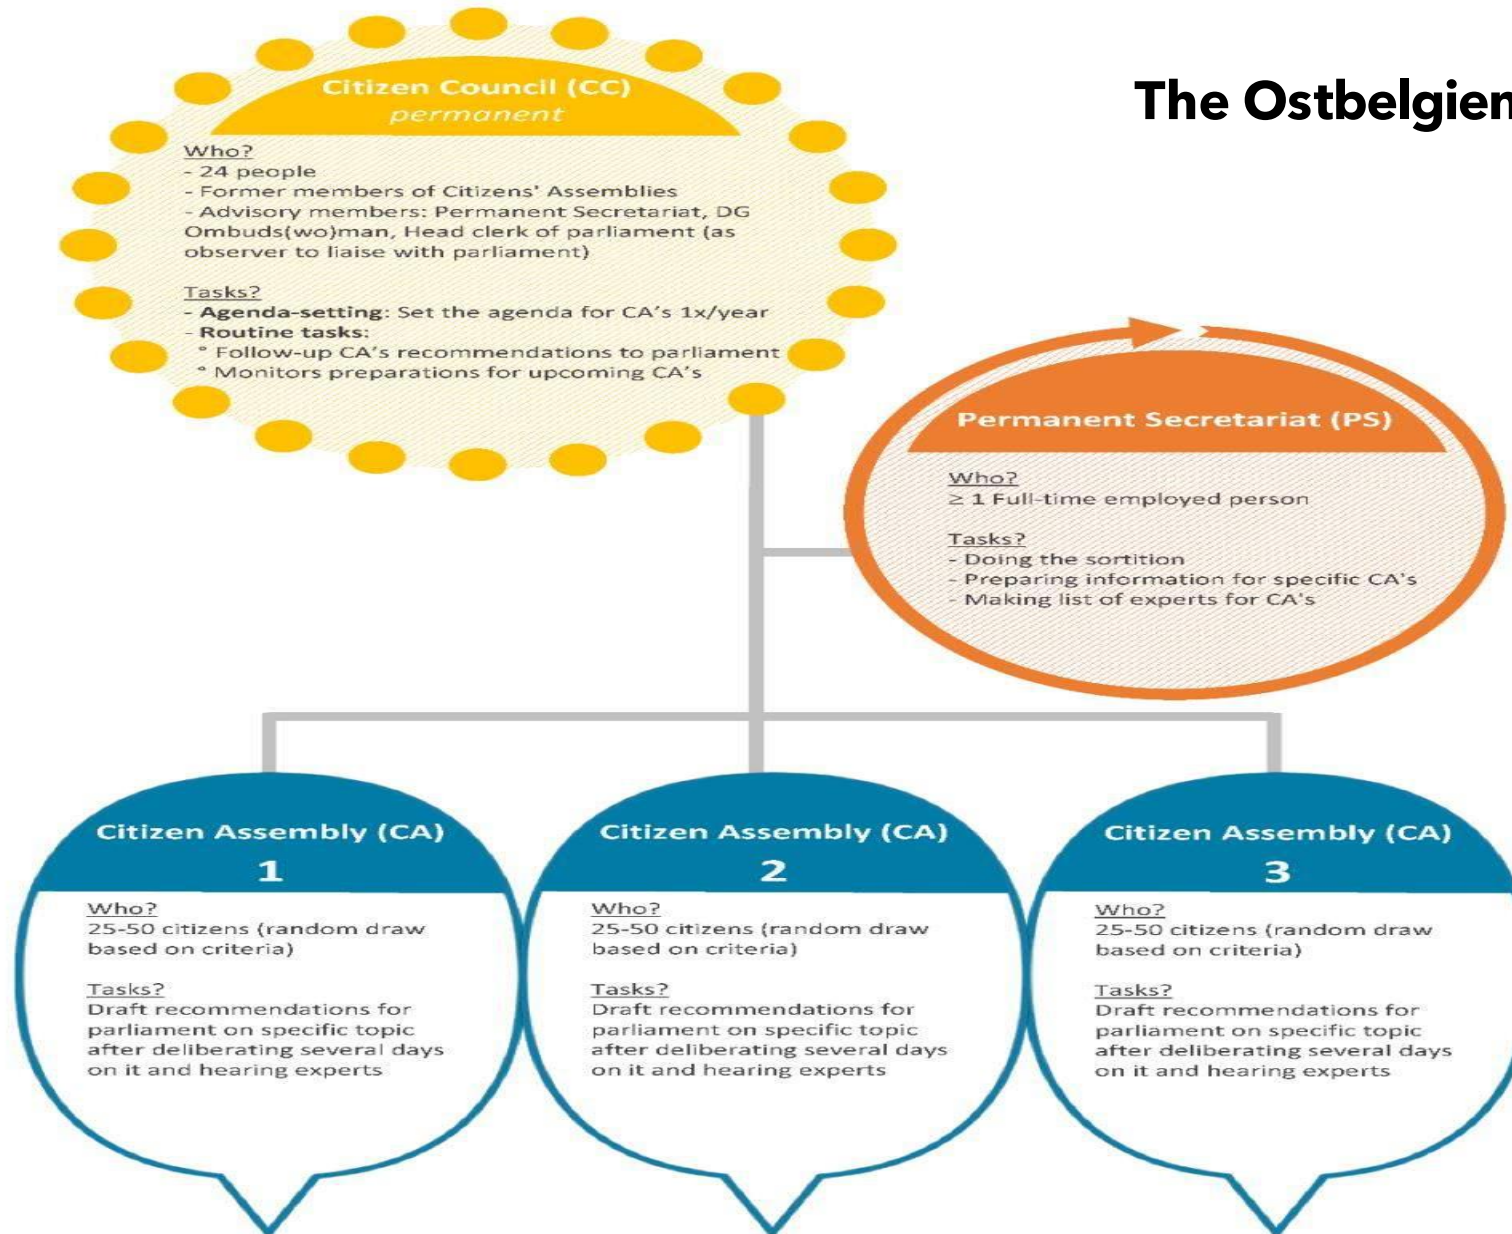 The Ostbelgien
Citizen Council (CC)
permanent
Who?
- 24 people
- Former members of Citizens' Assemblies
- Advisory members: Permanent Secretariat, DG
Ombuds(wo)man, Head clerk of parliament (as
observer to liaise with parliament)
Tasks?
- Agenda-setting: Set the agenda for CA's 1x/year
- Routine tasks:
° Follow-up CA's recommendations to parliament
° Monitors preparations for upcoming CA's
Permanent Secretariat (PS)
Who?
≥ 1 Full-time employed person
Tasks?
- Doing the sortition
- Preparing information for specific CA's
- Making list of experts for CA's
Citizen Assembly (CA)
1
Who?
25-50 citizens (random draw
based on criteria)
Tasks?
Draft recommendations for
parliament on specific topic
after deliberating several days
on it and hearing experts
Citizen Assembly (CA)
2
Who?
25-50 citizens (random draw
based on criteria)
Tasks?
Draft recommendations for
parliament on specific topic
after deliberating several days
on it and hearing experts
Citizen Assembly (CA)
3
Who?
25-50 citizens (random draw
based on criteria)
Tasks?
Draft recommendations for
parliament on specific topic
after deliberating several days
on it and hearing experts